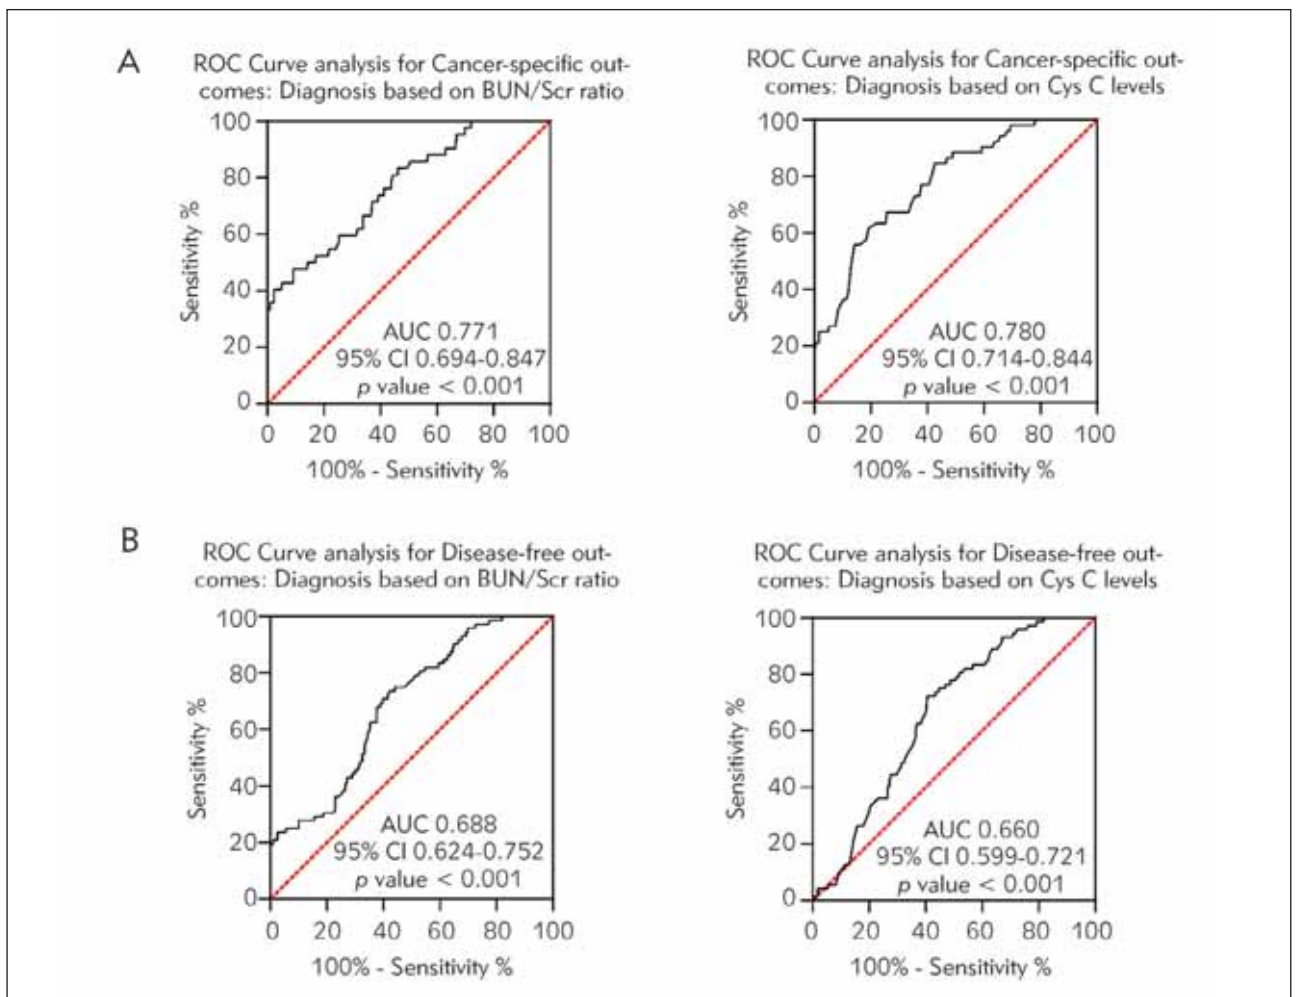 A
ROC Curve analysis for Cancer-specific out-
comes: Diagnosis based on BUN/Scr ratio
100
80
60
40
20
0
Sensitivity %
AUC 0.771
95% CI 0.694-0.847
p value < 0.001
0 20 40 60 80 100
100% - Sensitivity %
ROC Curve analysis for Cancer-specific out-
comes: Diagnosis based on Cys C levels
100
80
60
40
20
0
Sensitivity %
AUC 0.780
95% CI 0.714-0.844
p value < 0.001
0 20 40 60 80 100
100% - Sensitivity %
B
ROC Curve analysis for Disease-free out-
comes: Diagnosis based on BUN/Scr ratio
100
80
60
40
20
0
Sensitivity %
AUC 0.688
95% CI 0.624-0.752
p value < 0.001
0 20 40 60 80 100
100% - Sensitivity %
ROC Curve analysis for Disease-free out-
comes: Diagnosis based on Cys C levels
100
80
60
40
20
0
Sensitivity %
AUC 0.660
95% CI 0.599-0.721
p value < 0.001
0 20 40 60 80 100
100% - Sensitivity %